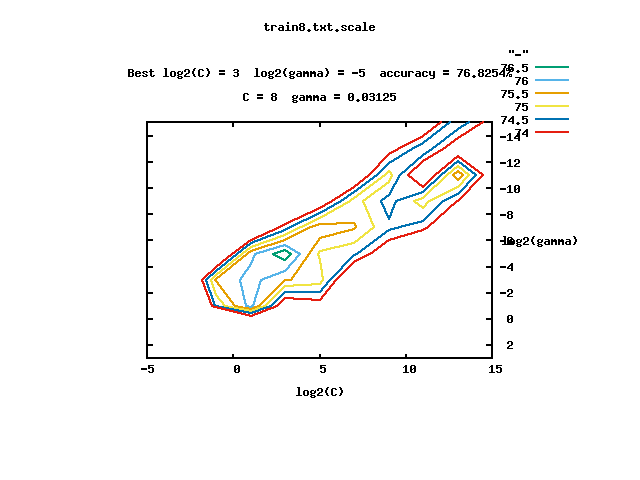 train8.txt.scale
"-"
Best log2(C) = 3  log2(gamma) = -5  accuracy = 76.8254%
76.5
76
75.5
75
74.5
74
C = 8  gamma = 0.03125
-14
-12
-10
-8
-6
log2(gamma)
-4
-2
0
2
-5 0 5 10 15
log2(C)